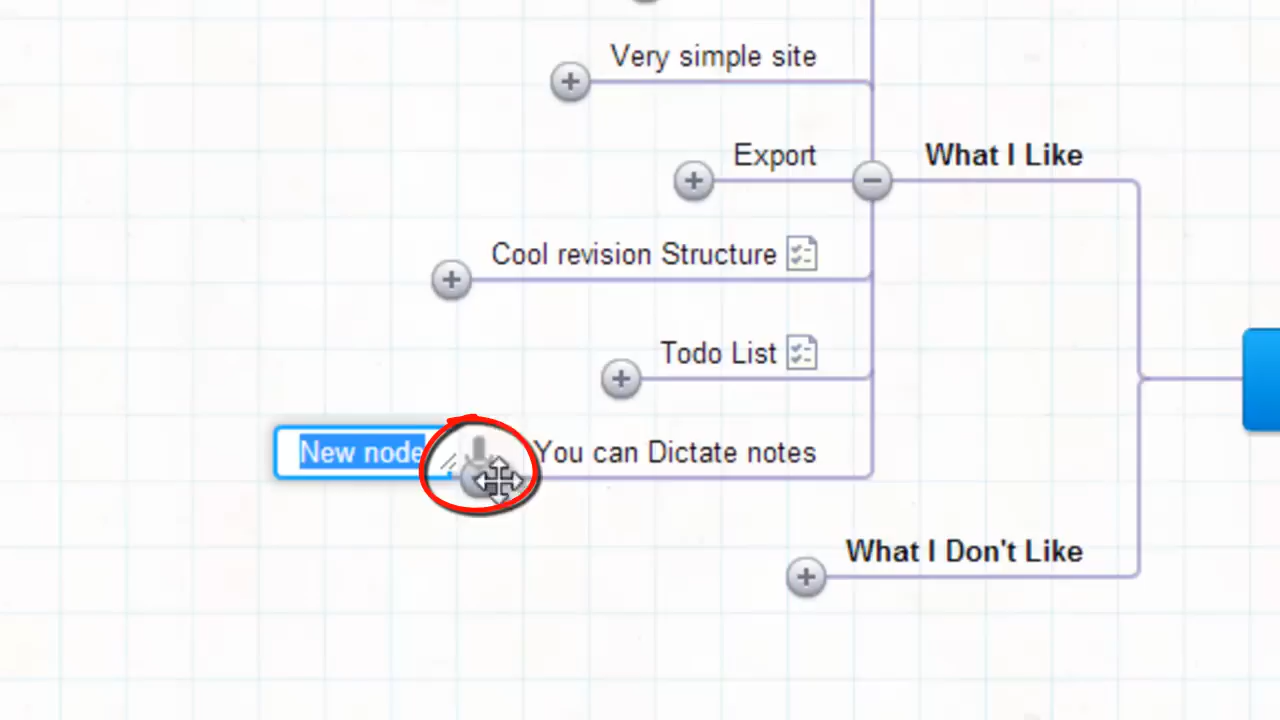 Very simple site
Export
What I Like
Cool revision Structure
Todo List
New node
You can Dictate notes
What I Don't Like